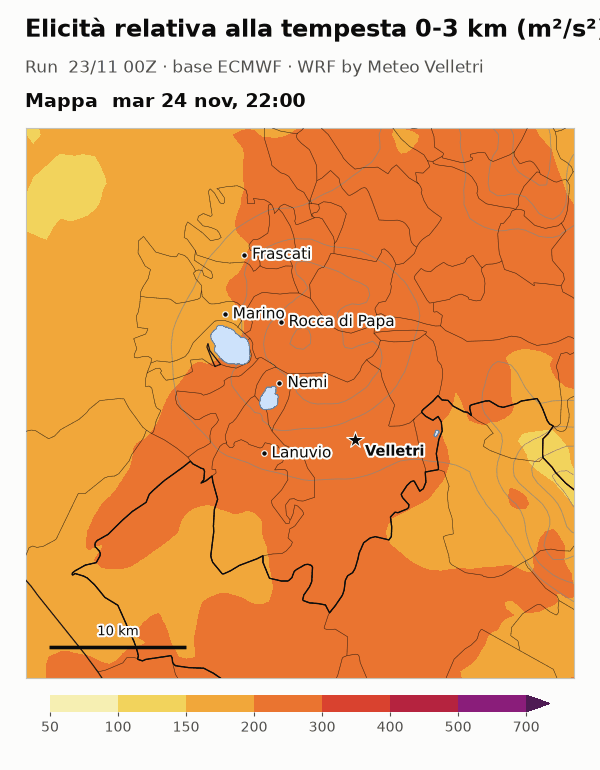 Elicità relativa alla tempesta 0-3 km (m²/s²)
Run  23/11 00Z · base ECMWF · WRF by Meteo Velletri
Mappa  mar 24 nov, 22:00
Frascati
Marino
Rocca di Papa
Nemi
Velletri
Lanuvio
10 km
50 100 150 200 300 400 500 700